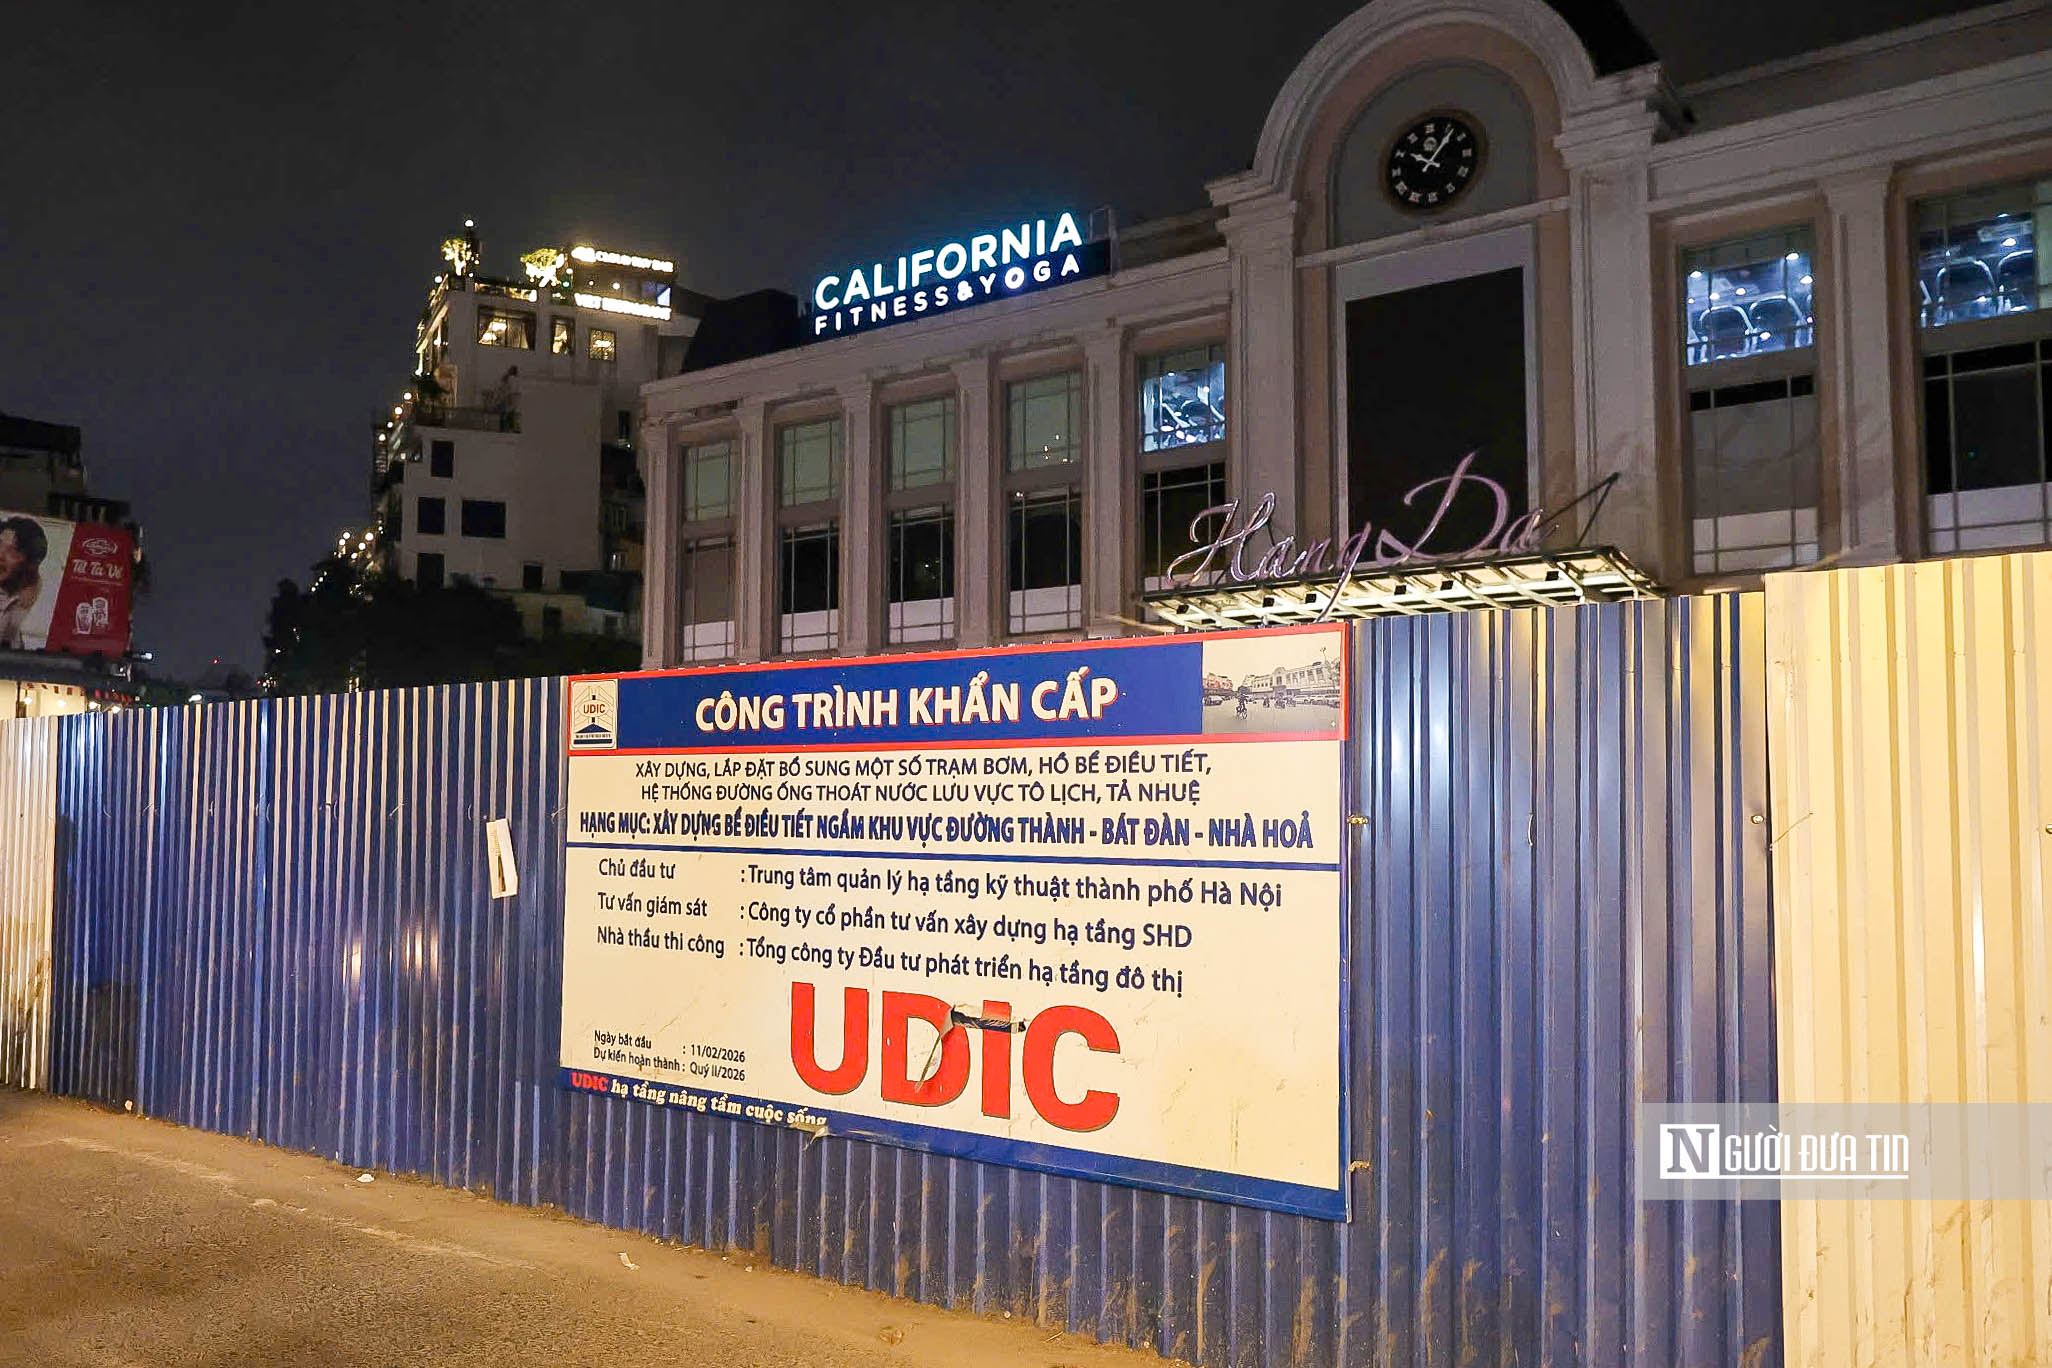 CALIFORNIA
FITNESS&YOGA
Hang Da
Tết Ta Về
UDIC
CÔNG TRÌNH KHẨN CẤP
XÂY DỰNG, LẮP ĐẶT BỔ SUNG MỘT SỐ TRẠM BƠM, HỒ BỂ ĐIỀU TIẾT,
HỆ THỐNG ĐƯỜNG ỐNG THOÁT NƯỚC LƯU VỰC TÔ LỊCH, TẢ NHUỆ
HẠNG MỤC: XÂY DỰNG BỂ ĐIỀU TIẾT NGẦM KHU VỰC ĐƯỜNG THÀNH - BÁT ĐÀN - NHÀ HOẢ
Chủ đầu tư : Trung tâm quản lý hạ tầng kỹ thuật thành phố Hà Nội
Tư vấn giám sát : Công ty cổ phần tư vấn xây dựng hạ tầng SHD
Nhà thầu thi công : Tổng công ty Đầu tư phát triển hạ tầng đô thị
UDIC
Ngày bắt đầu : 11/02/2026
Dự kiến hoàn thành : Quý II/2026
UDIC hạ tầng nâng tầm cuộc sống
NGƯỜI ĐƯA TIN